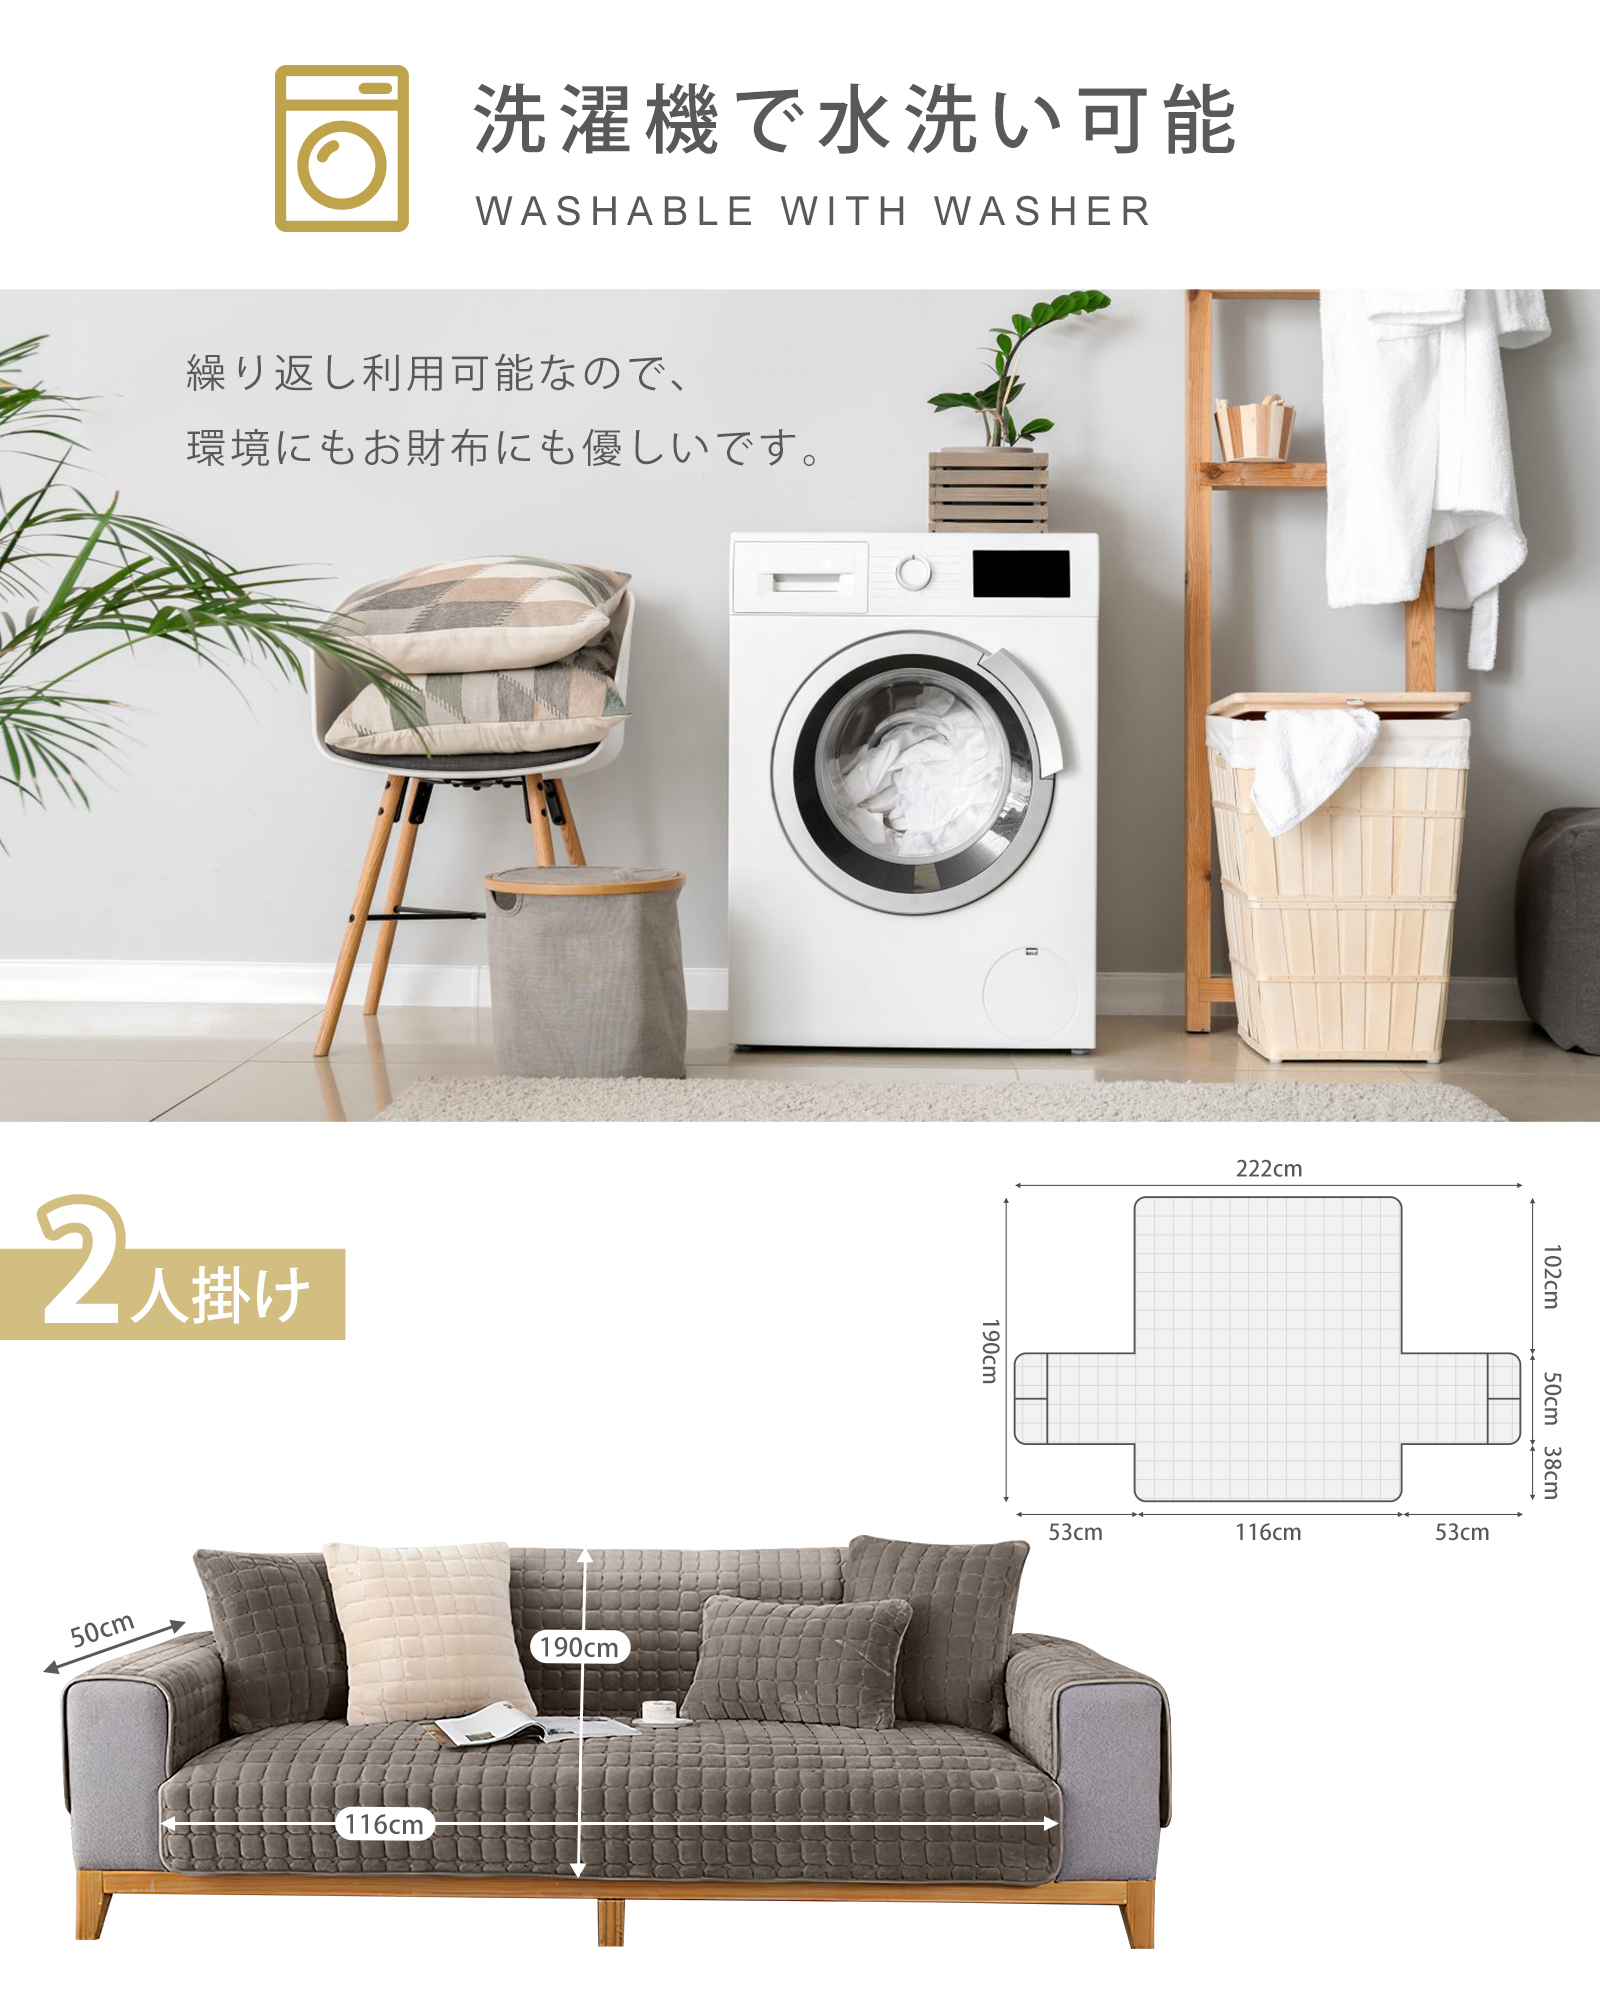 洗濯機で水洗い可能
WASHABLE WITH WASHER
繰り返し利用可能なので、
環境にもお財布にも優しいです。
2人掛け
222cm
190cm
102cm
50cm
38cm
53cm
116cm
53cm
50cm
190cm
116cm